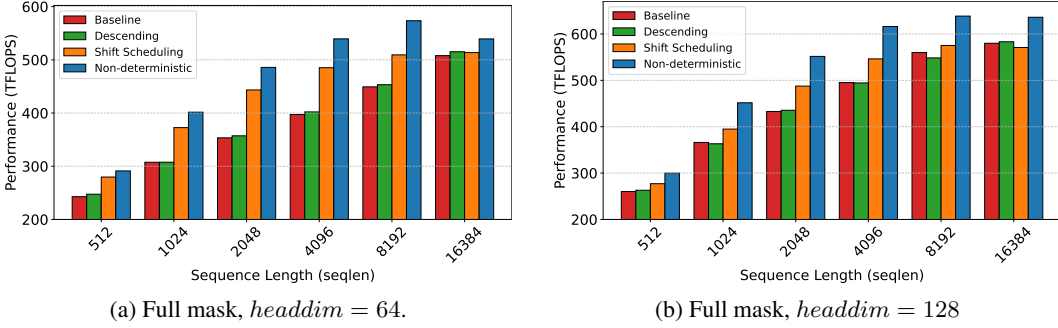 Performance (TFLOPS)
600
500
400
300
200
Baseline
Descending
Shift Scheduling
Non-deterministic
512
1024
2048
4096
8192
16384
Sequence Length (seqlen)
(a) Full mask, headdim = 64.
Performance (TFLOPS)
600
500
400
300
200
Baseline
Descending
Shift Scheduling
Non-deterministic
512
1024
2048
4096
8192
16384
Sequence Length (seqlen)
(b) Full mask, headdim = 128